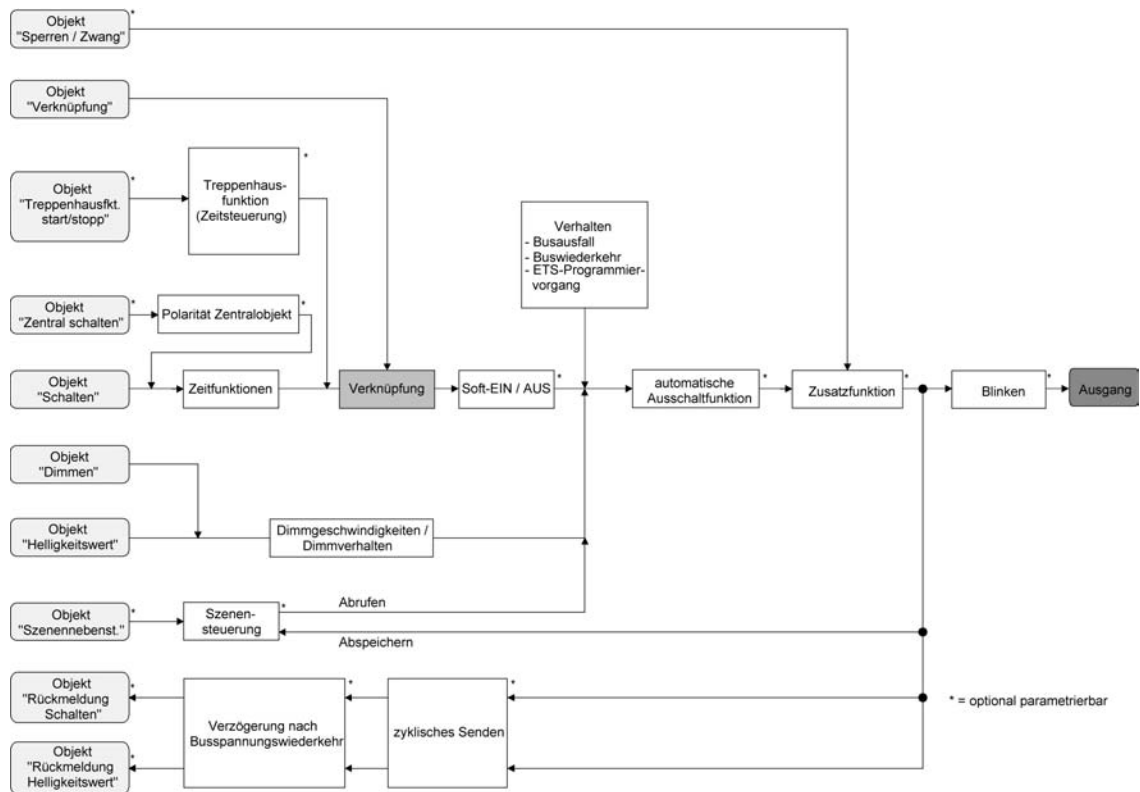 Objekt
"Sperren / Zwang"
*
Objekt
"Verknüpfung"
Objekt
"Treppenhausfkt.
start/stopp"
*
Treppenhaus-
funktion
(Zeitsteuerung)
*
Verhalten
- Busausfall
- Buswiederkehr
- ETS-Programmier-
vorgang
Objekt
"Zentral schalten"
*
Polarität Zentralobjekt
*
Objekt
"Schalten"
Zeitfunktionen
Verknüpfung
Soft-EIN / AUS
*
automatische
Ausschaltfunktion
*
Zusatzfunktion
*
Blinken
*
Ausgang
Objekt
"Dimmen"
Objekt
"Helligkeitswert"
Dimmgeschwindigkeiten /
Dimmverhalten
Objekt
"Szenennebenst."
*
Szenen-
steuerung
*
Abrufen
Abspeichern
Objekt
"Rückmeldung
Schalten"
*
Verzögerung nach
Busspannungswiederkehr
*
zyklisches Senden
*
* = optional parametrierbar
Objekt
"Rückmeldung
Helligkeitswert"
*